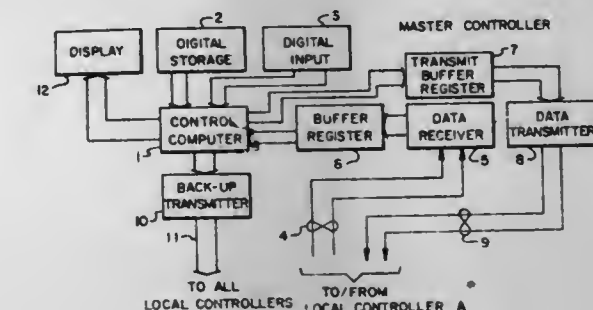 MASTER CONTROLLER
2
5
7
DISPLAY
12
DIGITAL
STORAGE
DIGITAL
INPUT
TRANSMIT
BUFFER
REGISTER
CONTROL
COMPUTER
1
BUFFER
REGISTER
6
DATA
RECEIVER
5
DATA
TRANSMITTER
8
BACK-UP
TRANSMITTER
10
11
4
9
TO ALL
LOCAL CONTROLLERS
TO/FROM
LOCAL CONTROLLER A